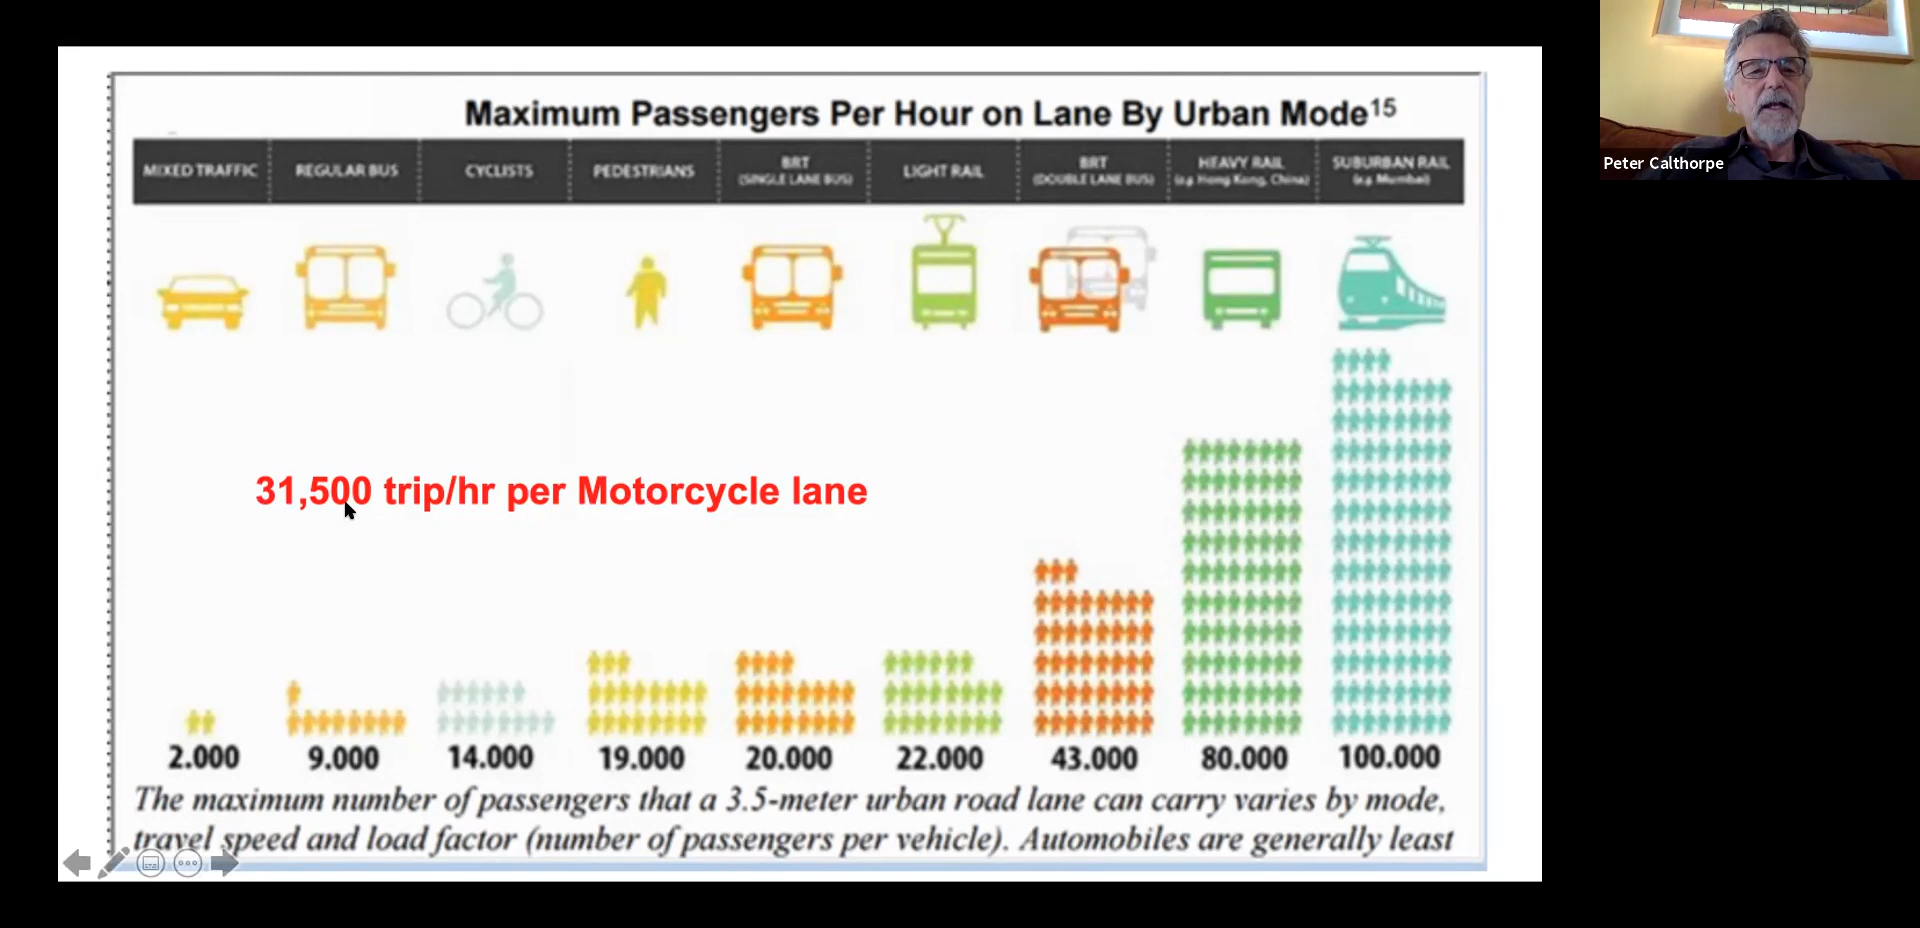 Maximum Passengers Per Hour on Lane By Urban Mode15
MIXED TRAFFIC
REGULAR BUS
CYCLISTS
PEDESTRIANS
BRT
(SINGLE LANE BUS)
LIGHT RAIL
BRT
(DOUBLE LANE BUS)
HEAVY RAIL
(e.g. Hong Kong, China)
SUBURBAN RAIL
(e.g. Mumbai)
31,500 trip/hr per Motorcycle lane
2.000
9.000
14.000
19.000
20.000
22.000
43.000
80.000
100.000
The maximum number of passengers that a 3.5-meter urban road lane can carry varies by mode,
travel speed and load factor (number of passengers per vehicle). Automobiles are generally least
Peter Calthorpe